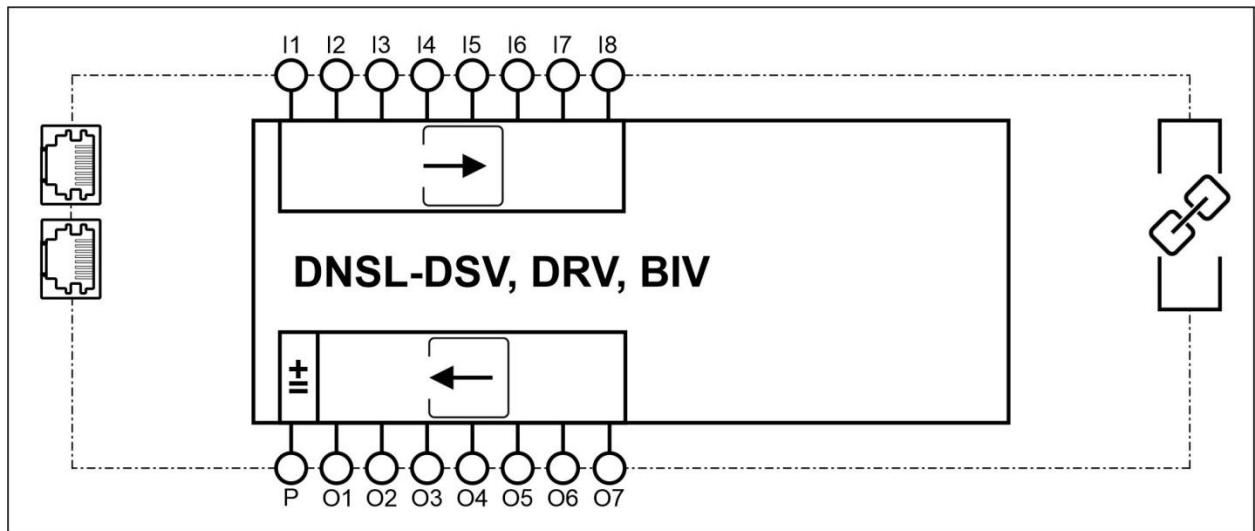 I1 I2 I3 I4 I5 I6 I7 I8
DNSL-DSV, DRV, BIV
P O1 O2 O3 O4 O5 O6 O7